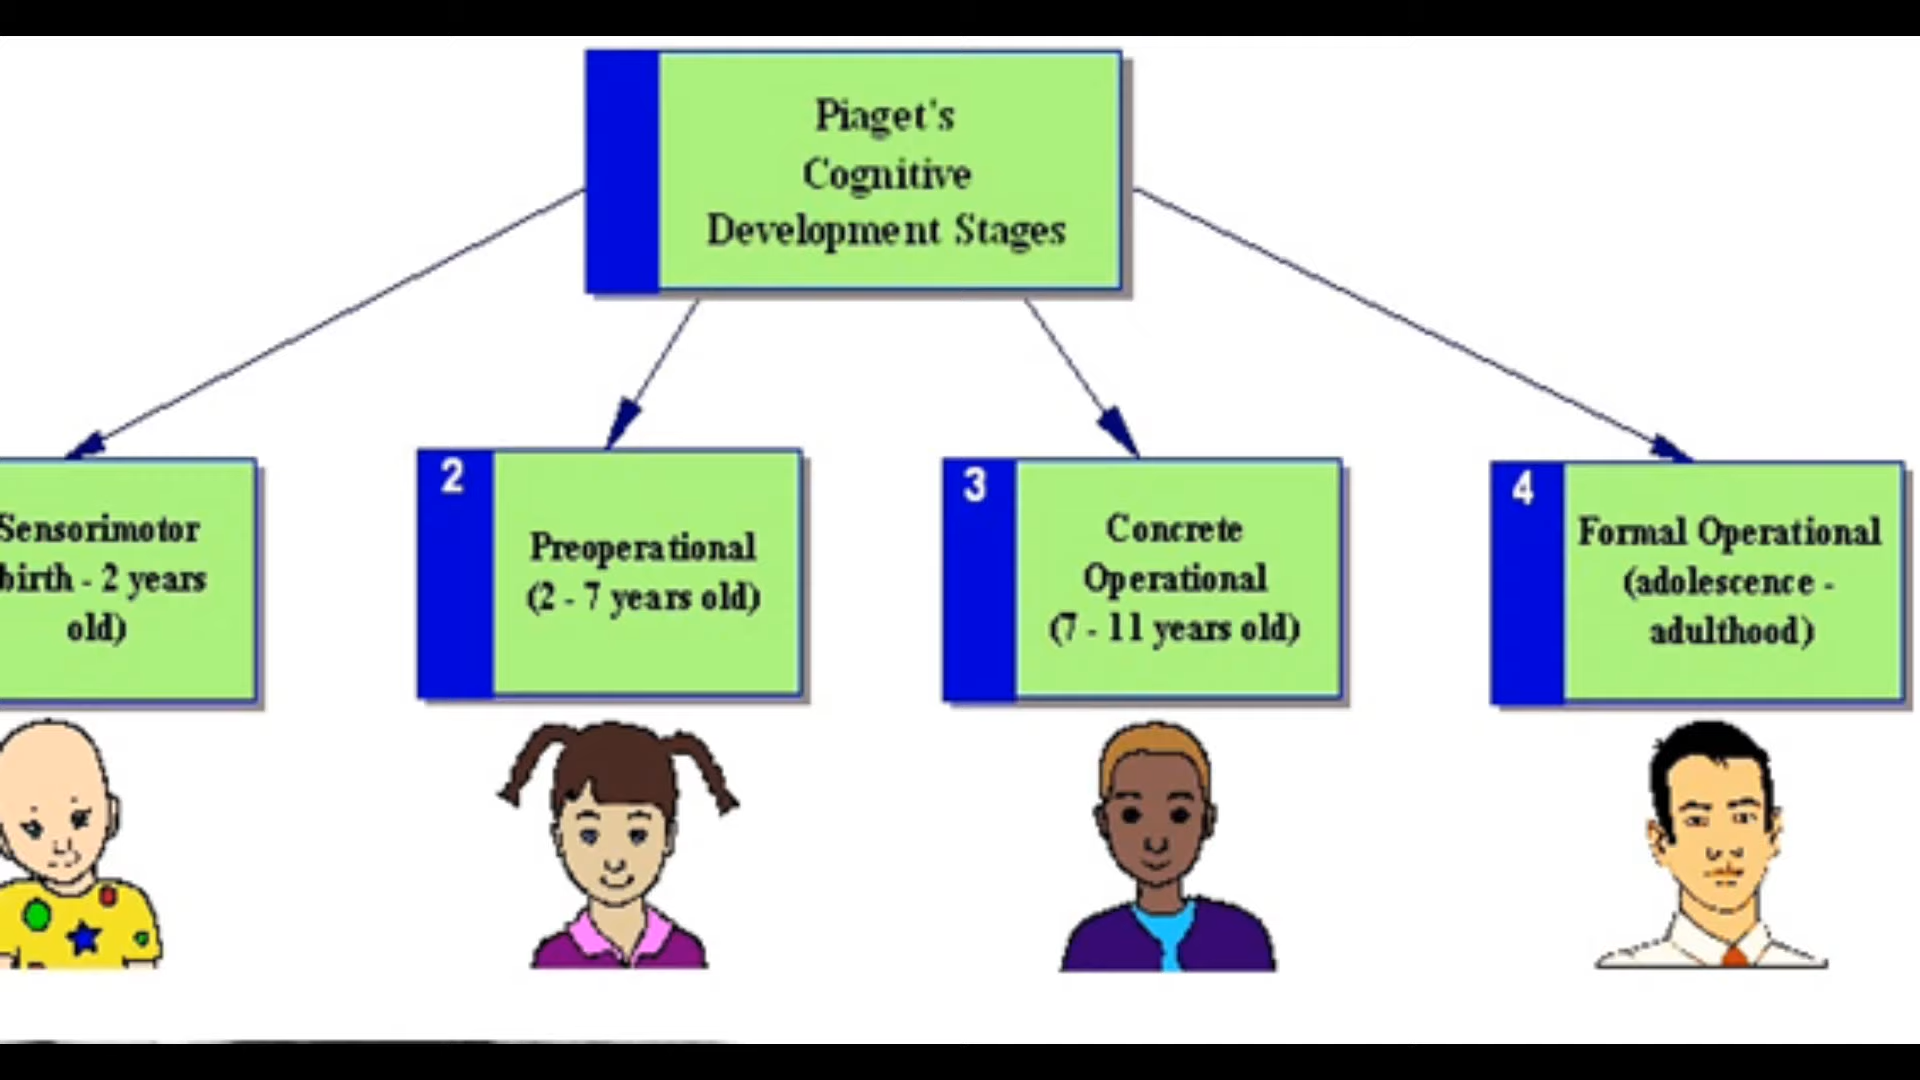 Piaget's
Cognitive
Development Stages
Sensorimotor
birth - 2 years
old)
2
Preoperational
(2 - 7 years old)
3
Concrete
Operational
(7 - 11 years old)
4
Formal Operational
(adolescence -
adulthood)